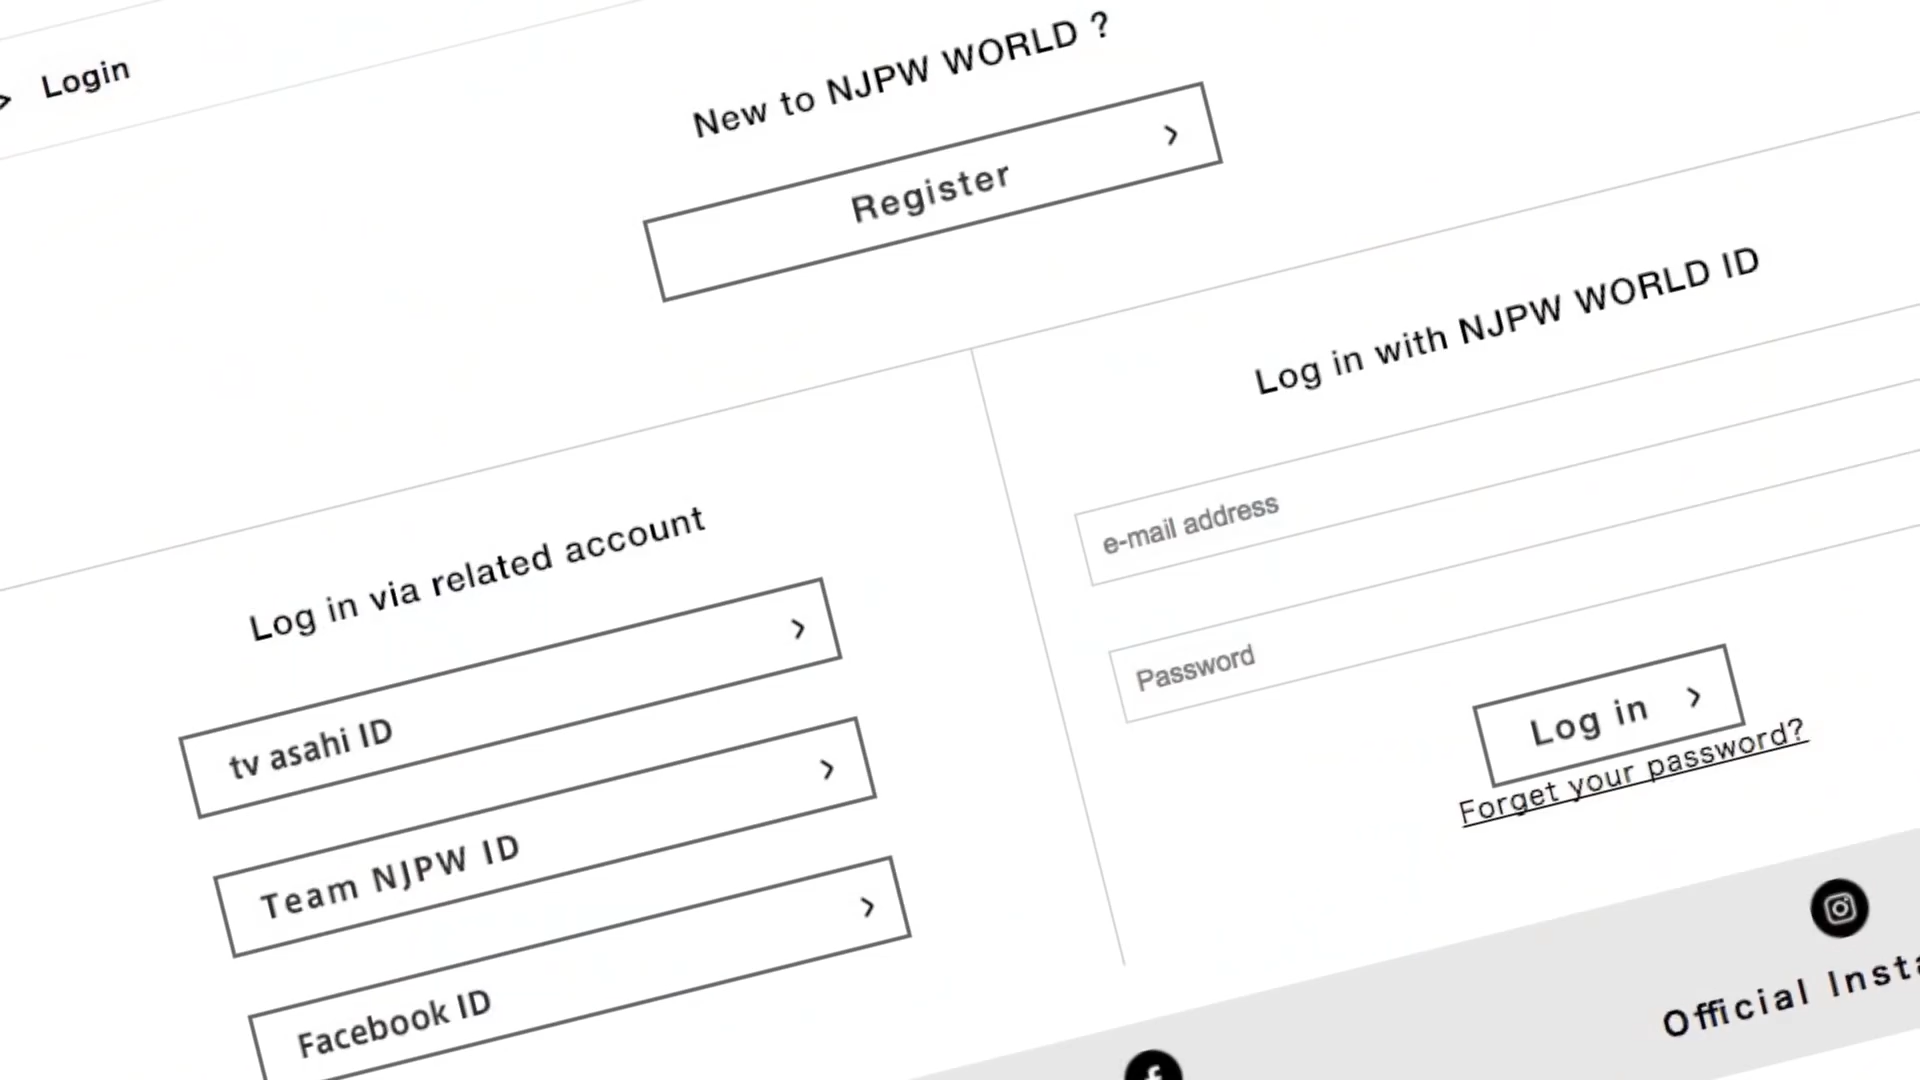 > Login
New to NJPW WORLD ?
Register >
Log in via related account
tv asahi ID >
Team NJPW ID >
Facebook ID >
Log in with NJPW WORLD ID
e-mail address
Password
Log in >
Forget your password?
Official